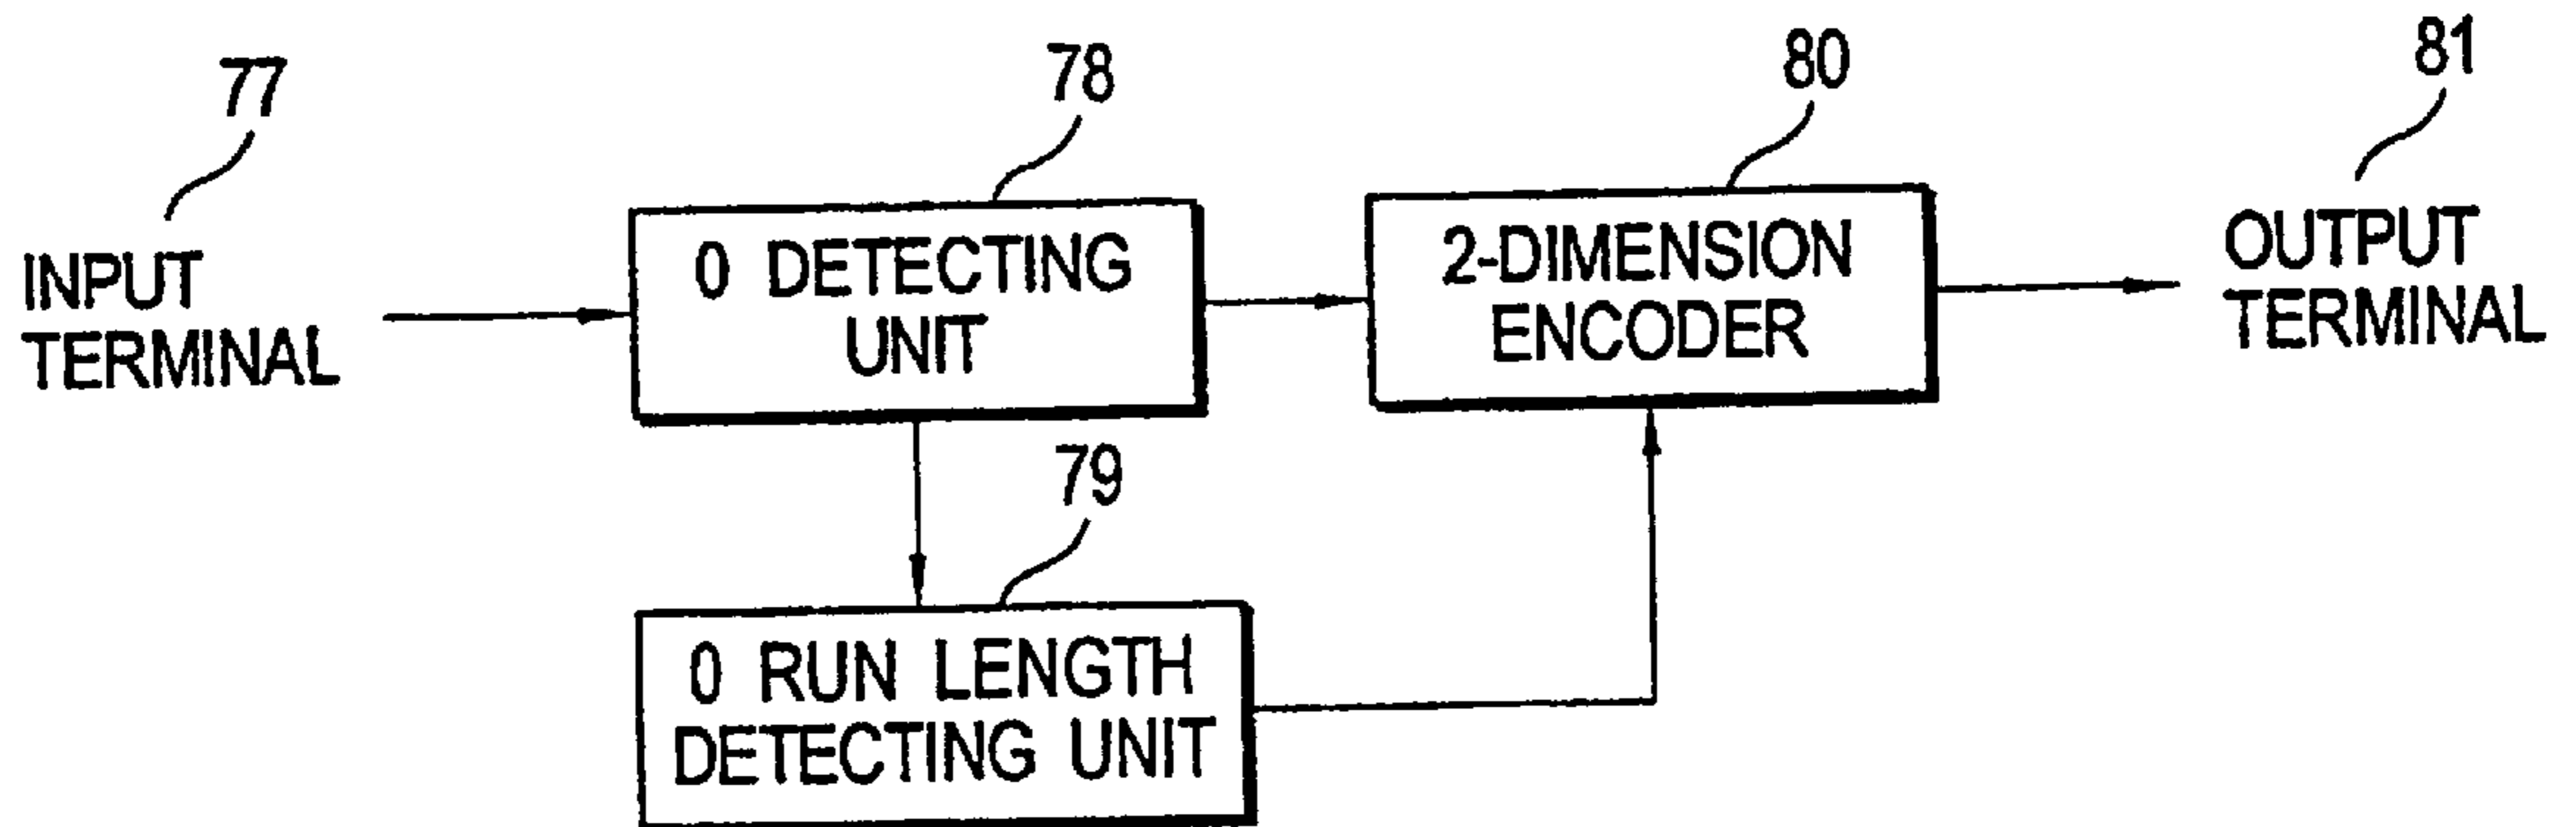 77
INPUT
TERMINAL
78
0 DETECTING
UNIT
79
0 RUN LENGTH
DETECTING UNIT
80
2-DIMENSION
ENCODER
81
OUTPUT
TERMINAL